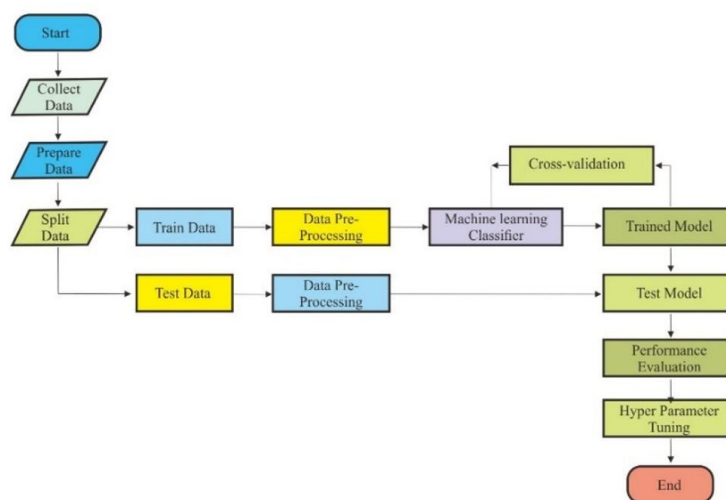 Start
Collect
Data
Prepare
Data
Cross-validation
Split
Data
Train Data
Data Pre-
Processing
Machine learning
Classifier
Trained Model
Test Data
Data Pre-
Processing
Test Model
Performance
Evaluation
Hyper Parameter
Tuning
End